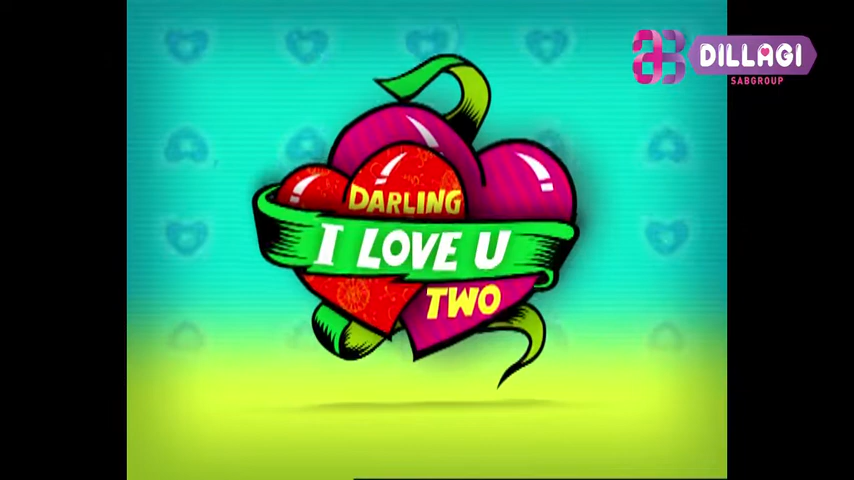 DILLAGI
SABGROUP
DARLING
I LOVE U
TWO